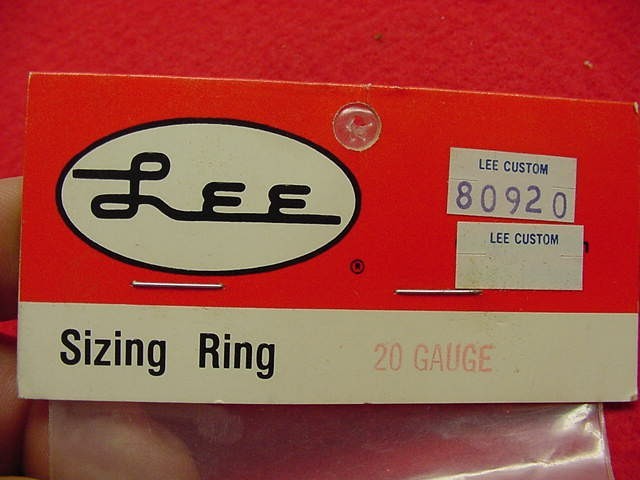 LEE
®
LEE CUSTOM
80920
LEE CUSTOM
Sizing Ring
20 GAUGE